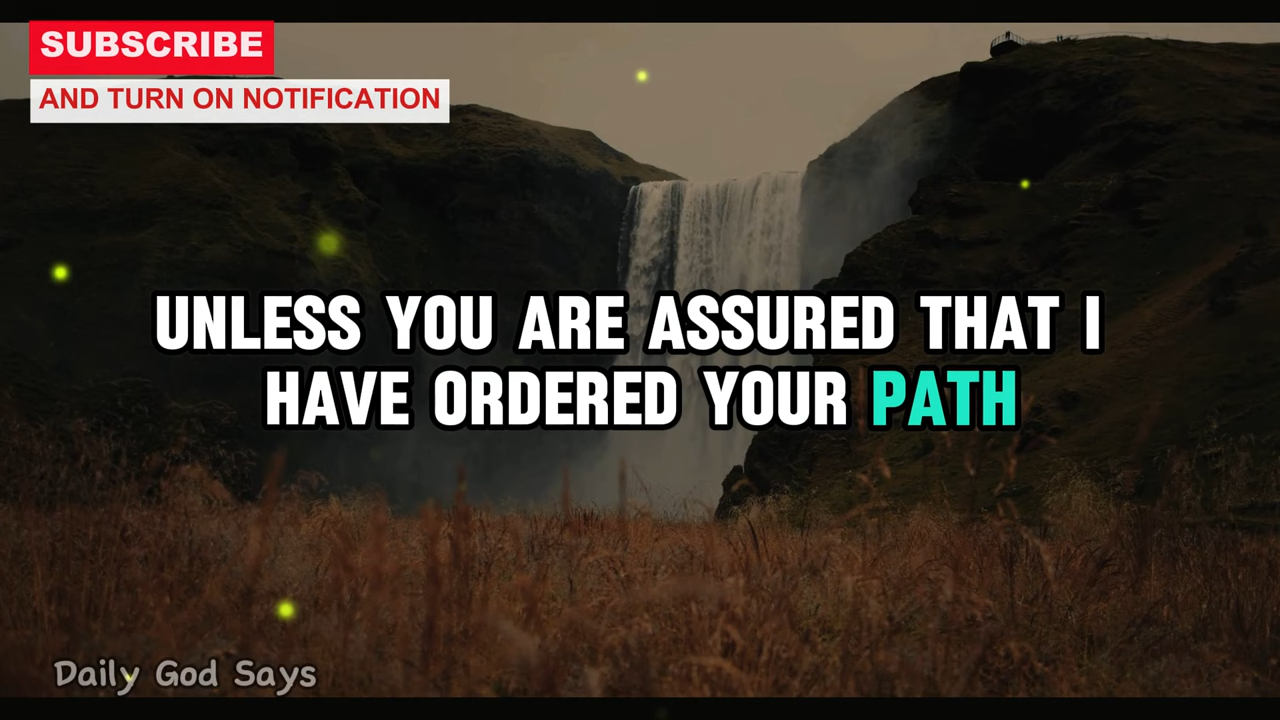 SUBSCRIBE
AND TURN ON NOTIFICATION
UNLESS YOU ARE ASSURED THAT I
HAVE ORDERED YOUR PATH
Daily God Says